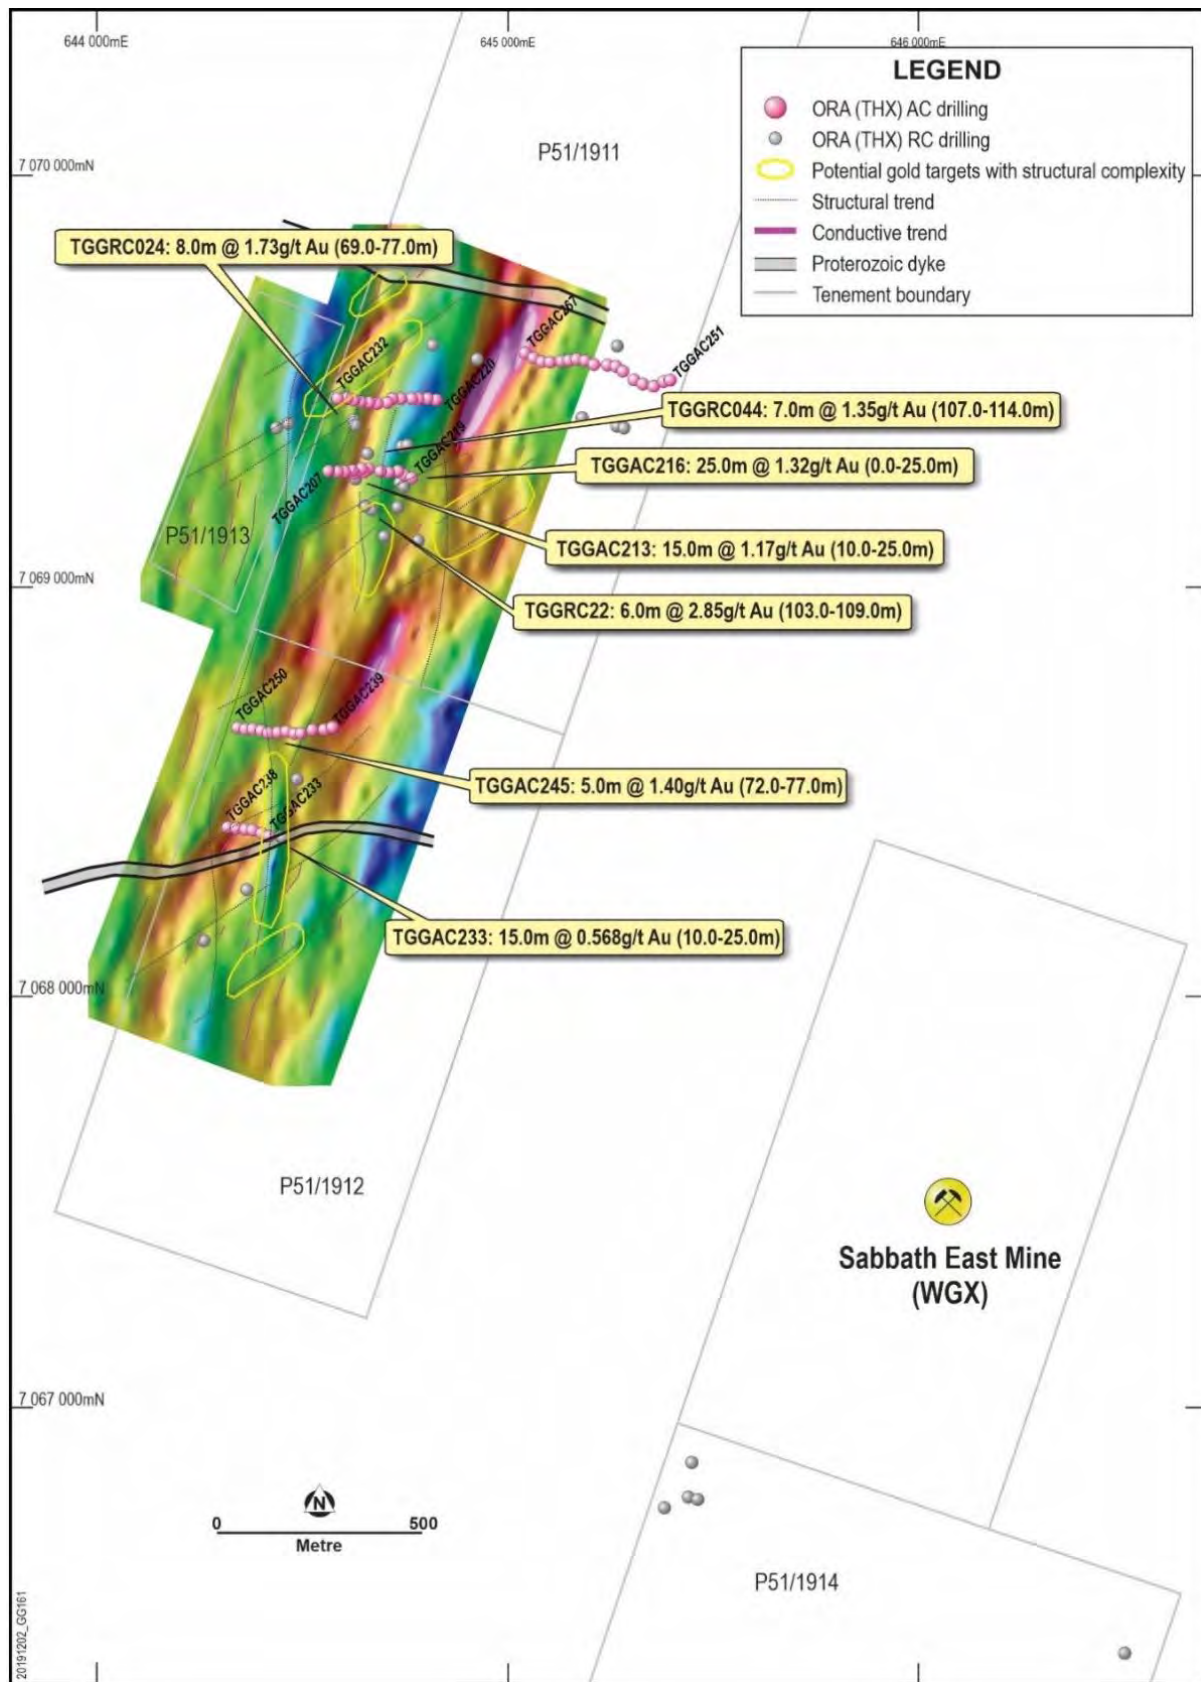 644 000mE
645 000mE
646 000mE
LEGEND
ORA (THX) AC drilling
ORA (THX) RC drilling
Potential gold targets with structural complexity
Structural trend
Conductive trend
Proterozoic dyke
Tenement boundary
P51/1911
7 070 000mN
TGGRC024: 8.0m @ 1.73g/t Au (69.0-77.0m)
TGGAC267
TGGAC251
TGGAC232
TGGAC220
TGGRC044: 7.0m @ 1.35g/t Au (107.0-114.0m)
TGGAC219
TGGAC216: 25.0m @ 1.32g/t Au (0.0-25.0m)
TGGAC207
P51/1913
TGGAC213: 15.0m @ 1.17g/t Au (10.0-25.0m)
7 069 000mN
TGGRC22: 6.0m @ 2.85g/t Au (103.0-109.0m)
TGGAC250
TGGAC239
TGGAC245: 5.0m @ 1.40g/t Au (72.0-77.0m)
TGGAC238
TGGAC233
TGGAC233: 15.0m @ 0.568g/t Au (10.0-25.0m)
7 068 000mN
P51/1912
Sabbath East Mine
(WGX)
7 067 000mN
N
0 500
Metre
P51/1914
20191202_GG161